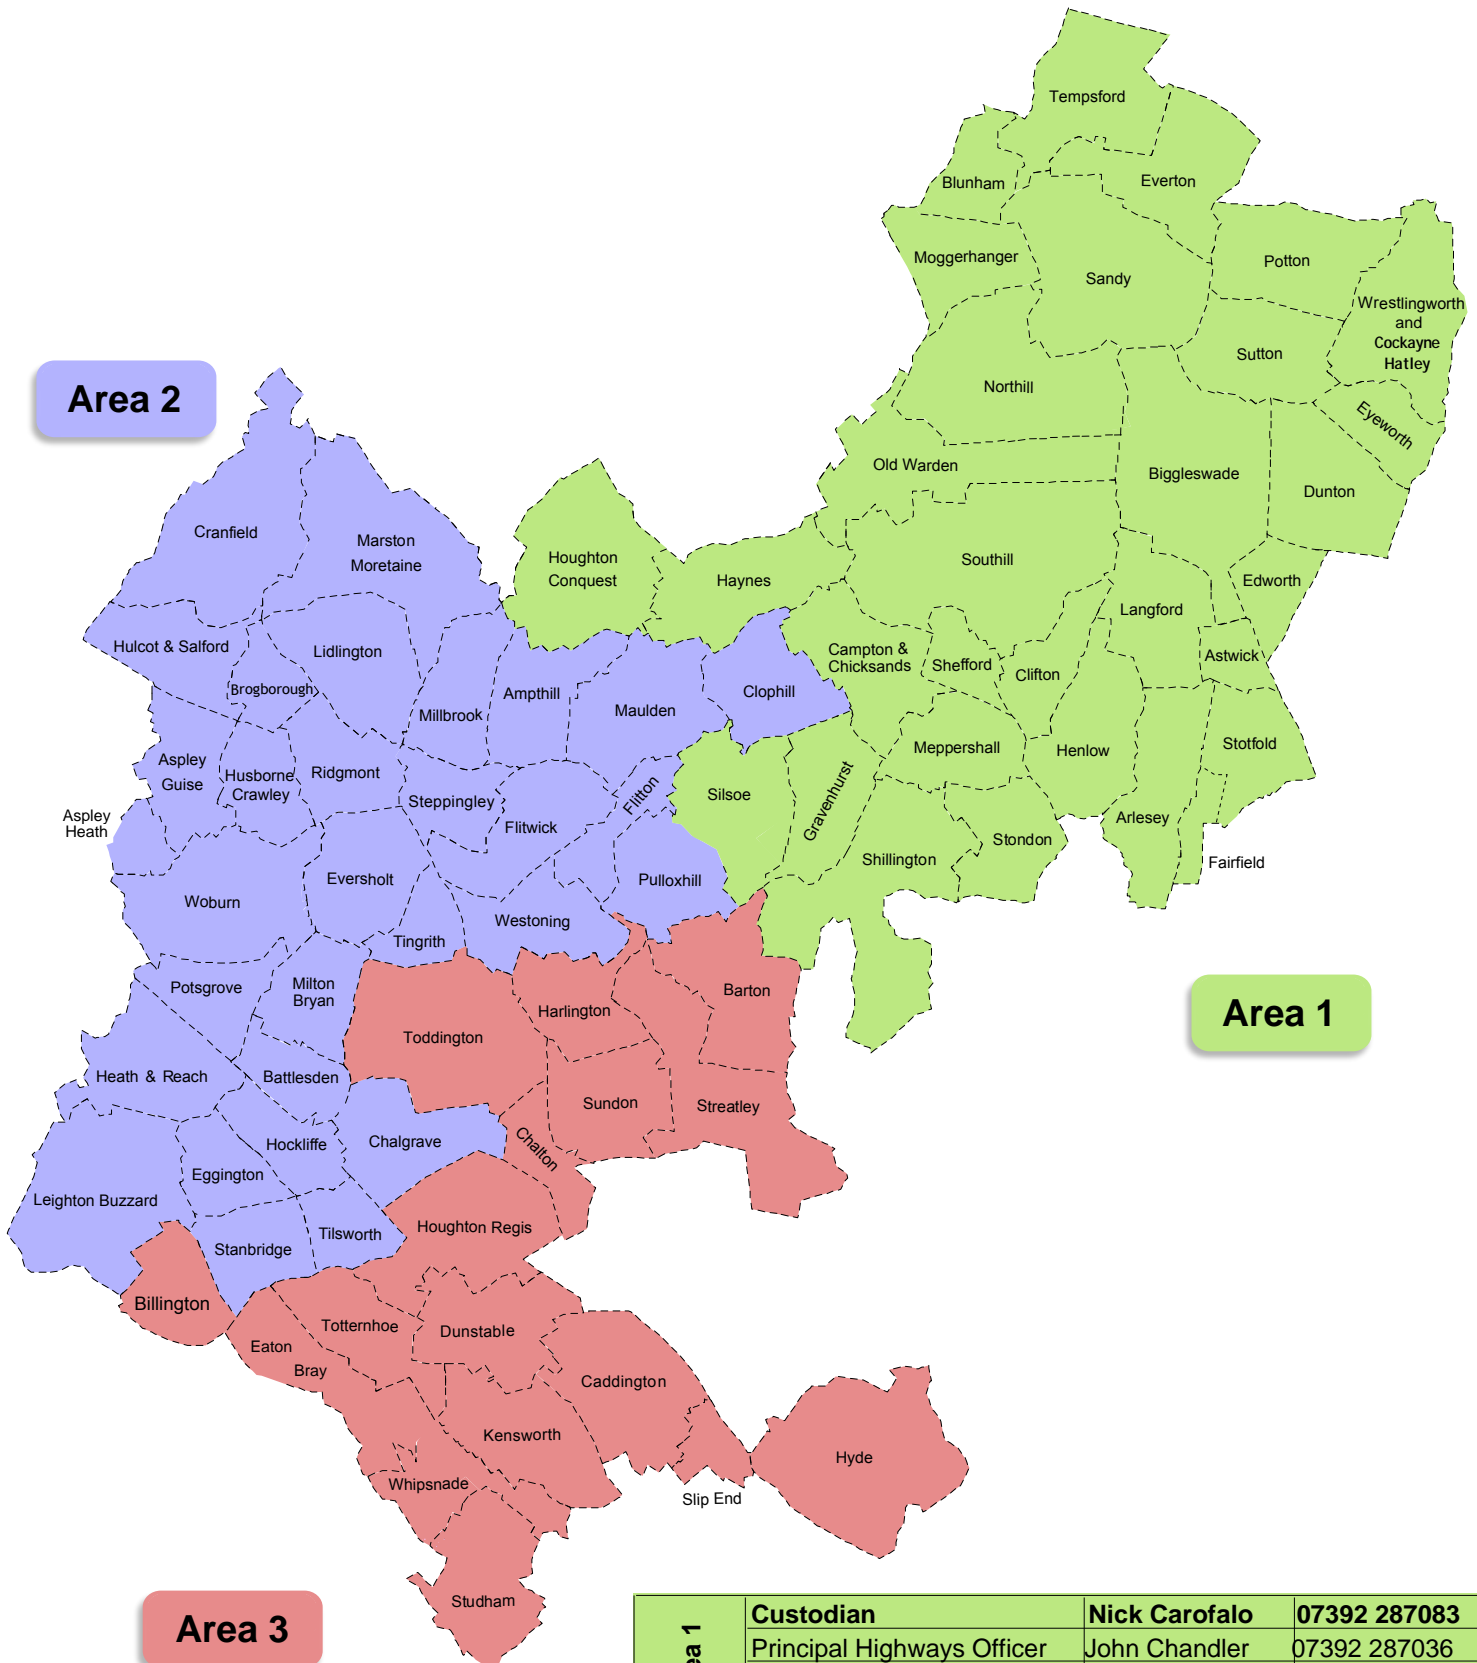 Tempsford
Blunham
Everton
Moggerhanger
Sandy
Potton
Wrestlingworth
and
Cockayne
Hatley
Sutton
Area 2
Northill
Eyeworth
Old Warden
Biggleswade
Dunton
Cranfield
Marston
Moretaine
Houghton
Conquest
Haynes
Southill
Edworth
Langford
Hulcot & Salford
Lidlington
Campton &
Chicksands
Shefford
Clifton
Astwick
Brogborough
Millbrook
Ampthill
Maulden
Clophill
Meppershall
Henlow
Stotfold
Aspley
Guise
Husborne
Crawley
Ridgmont
Steppingley
Flitwick
Flitton
Silsoe
Gravenhurst
Aspley
Heath
Arlesey
Stondon
Shillington
Fairfield
Woburn
Eversholt
Pulloxhill
Westoning
Tingrith
Potsgrove
Milton
Bryan
Barton
Harlington
Area 1
Toddington
Heath & Reach
Battlesden
Sundon
Streatley
Hockliffe
Chalgrave
Chalton
Eggington
Leighton Buzzard
Houghton Regis
Tilsworth
Stanbridge
Billington
Totternhoe
Dunstable
Eaton
Bray
Caddington
Kensworth
Hyde
Whipsnade
Slip End
Studham
Area 3
Custodian Nick Carofalo 07392 287083
Principal Highways Officer John Chandler 07392 287036